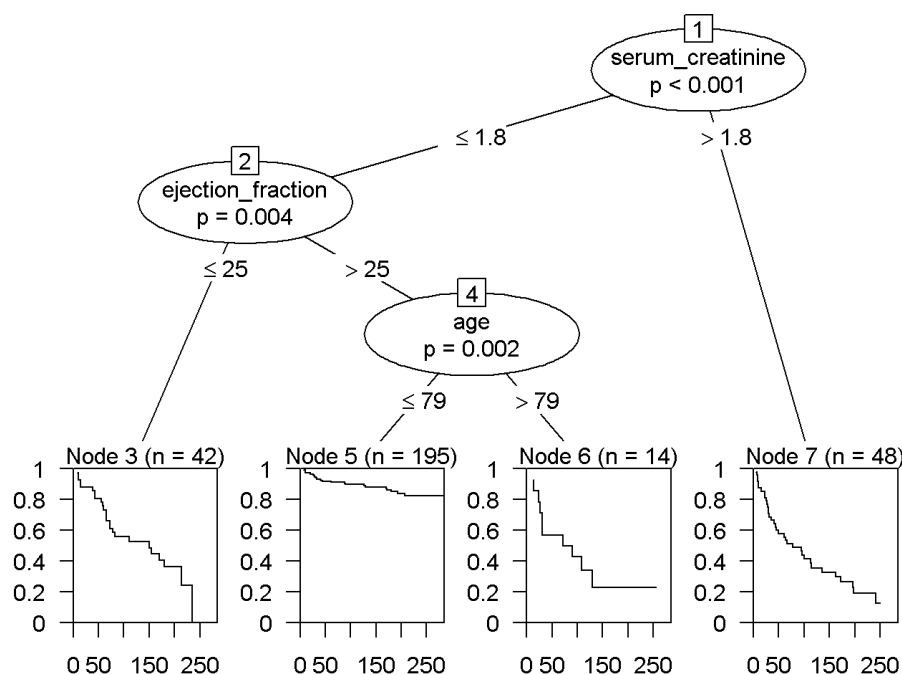 1
serum_creatinine
p < 0.001
≤ 1.8
> 1.8
2
ejection_fraction
p = 0.004
≤ 25
> 25
4
age
p = 0.002
≤ 79
> 79
Node 3 (n = 42)
1
0.8
0.6
0.4
0.2
0
0 50 150 250
Node 5 (n = 195)
1
0.8
0.6
0.4
0.2
0
0 50 150 250
Node 6 (n = 14)
1
0.8
0.6
0.4
0.2
0
0 50 150 250
Node 7 (n = 48)
1
0.8
0.6
0.4
0.2
0
0 50 150 250